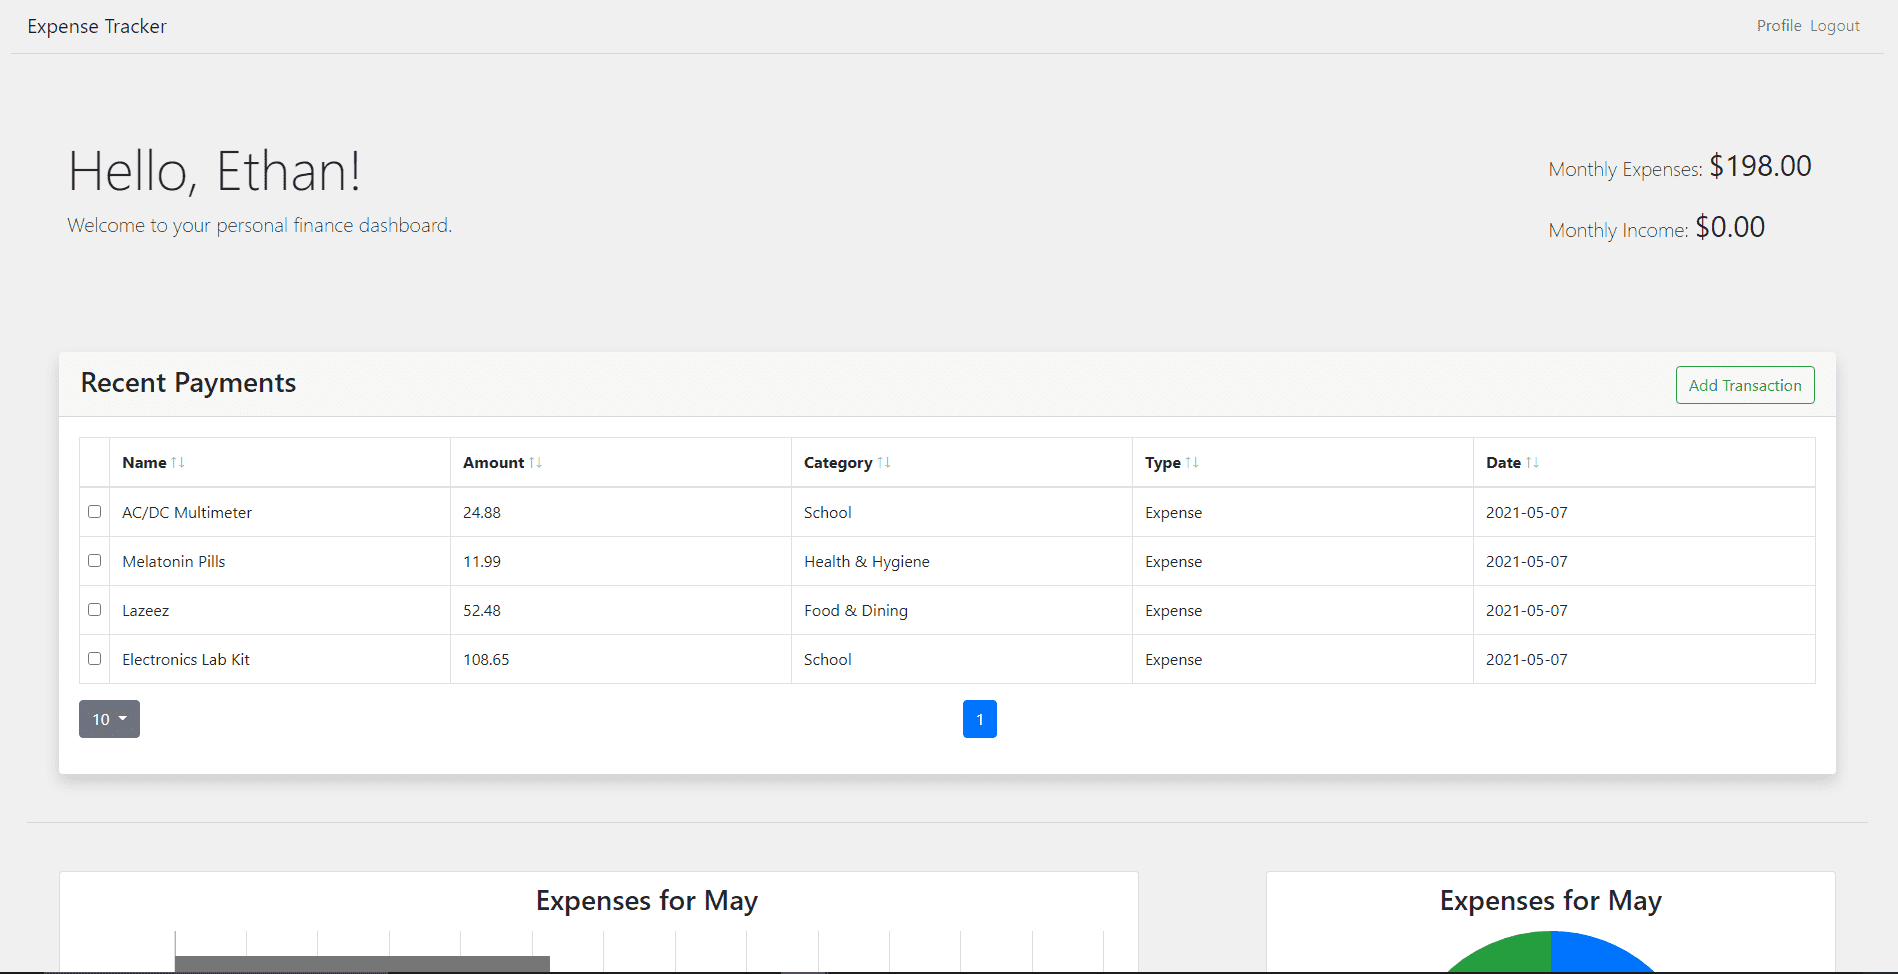 Expense Tracker Profile Logout
Hello, Ethan!
Welcome to your personal finance dashboard.
Monthly Expenses: $198.00
Monthly Income: $0.00
Recent Payments Add Transaction
Name ↑↓ Amount ↑↓ Category ↑↓ Type ↑↓ Date ↑↓
AC/DC Multimeter 24.88 School Expense 2021-05-07
Melatonin Pills 11.99 Health & Hygiene Expense 2021-05-07
Lazeez 52.48 Food & Dining Expense 2021-05-07
Electronics Lab Kit 108.65 School Expense 2021-05-07
10 1
Expenses for May Expenses for May